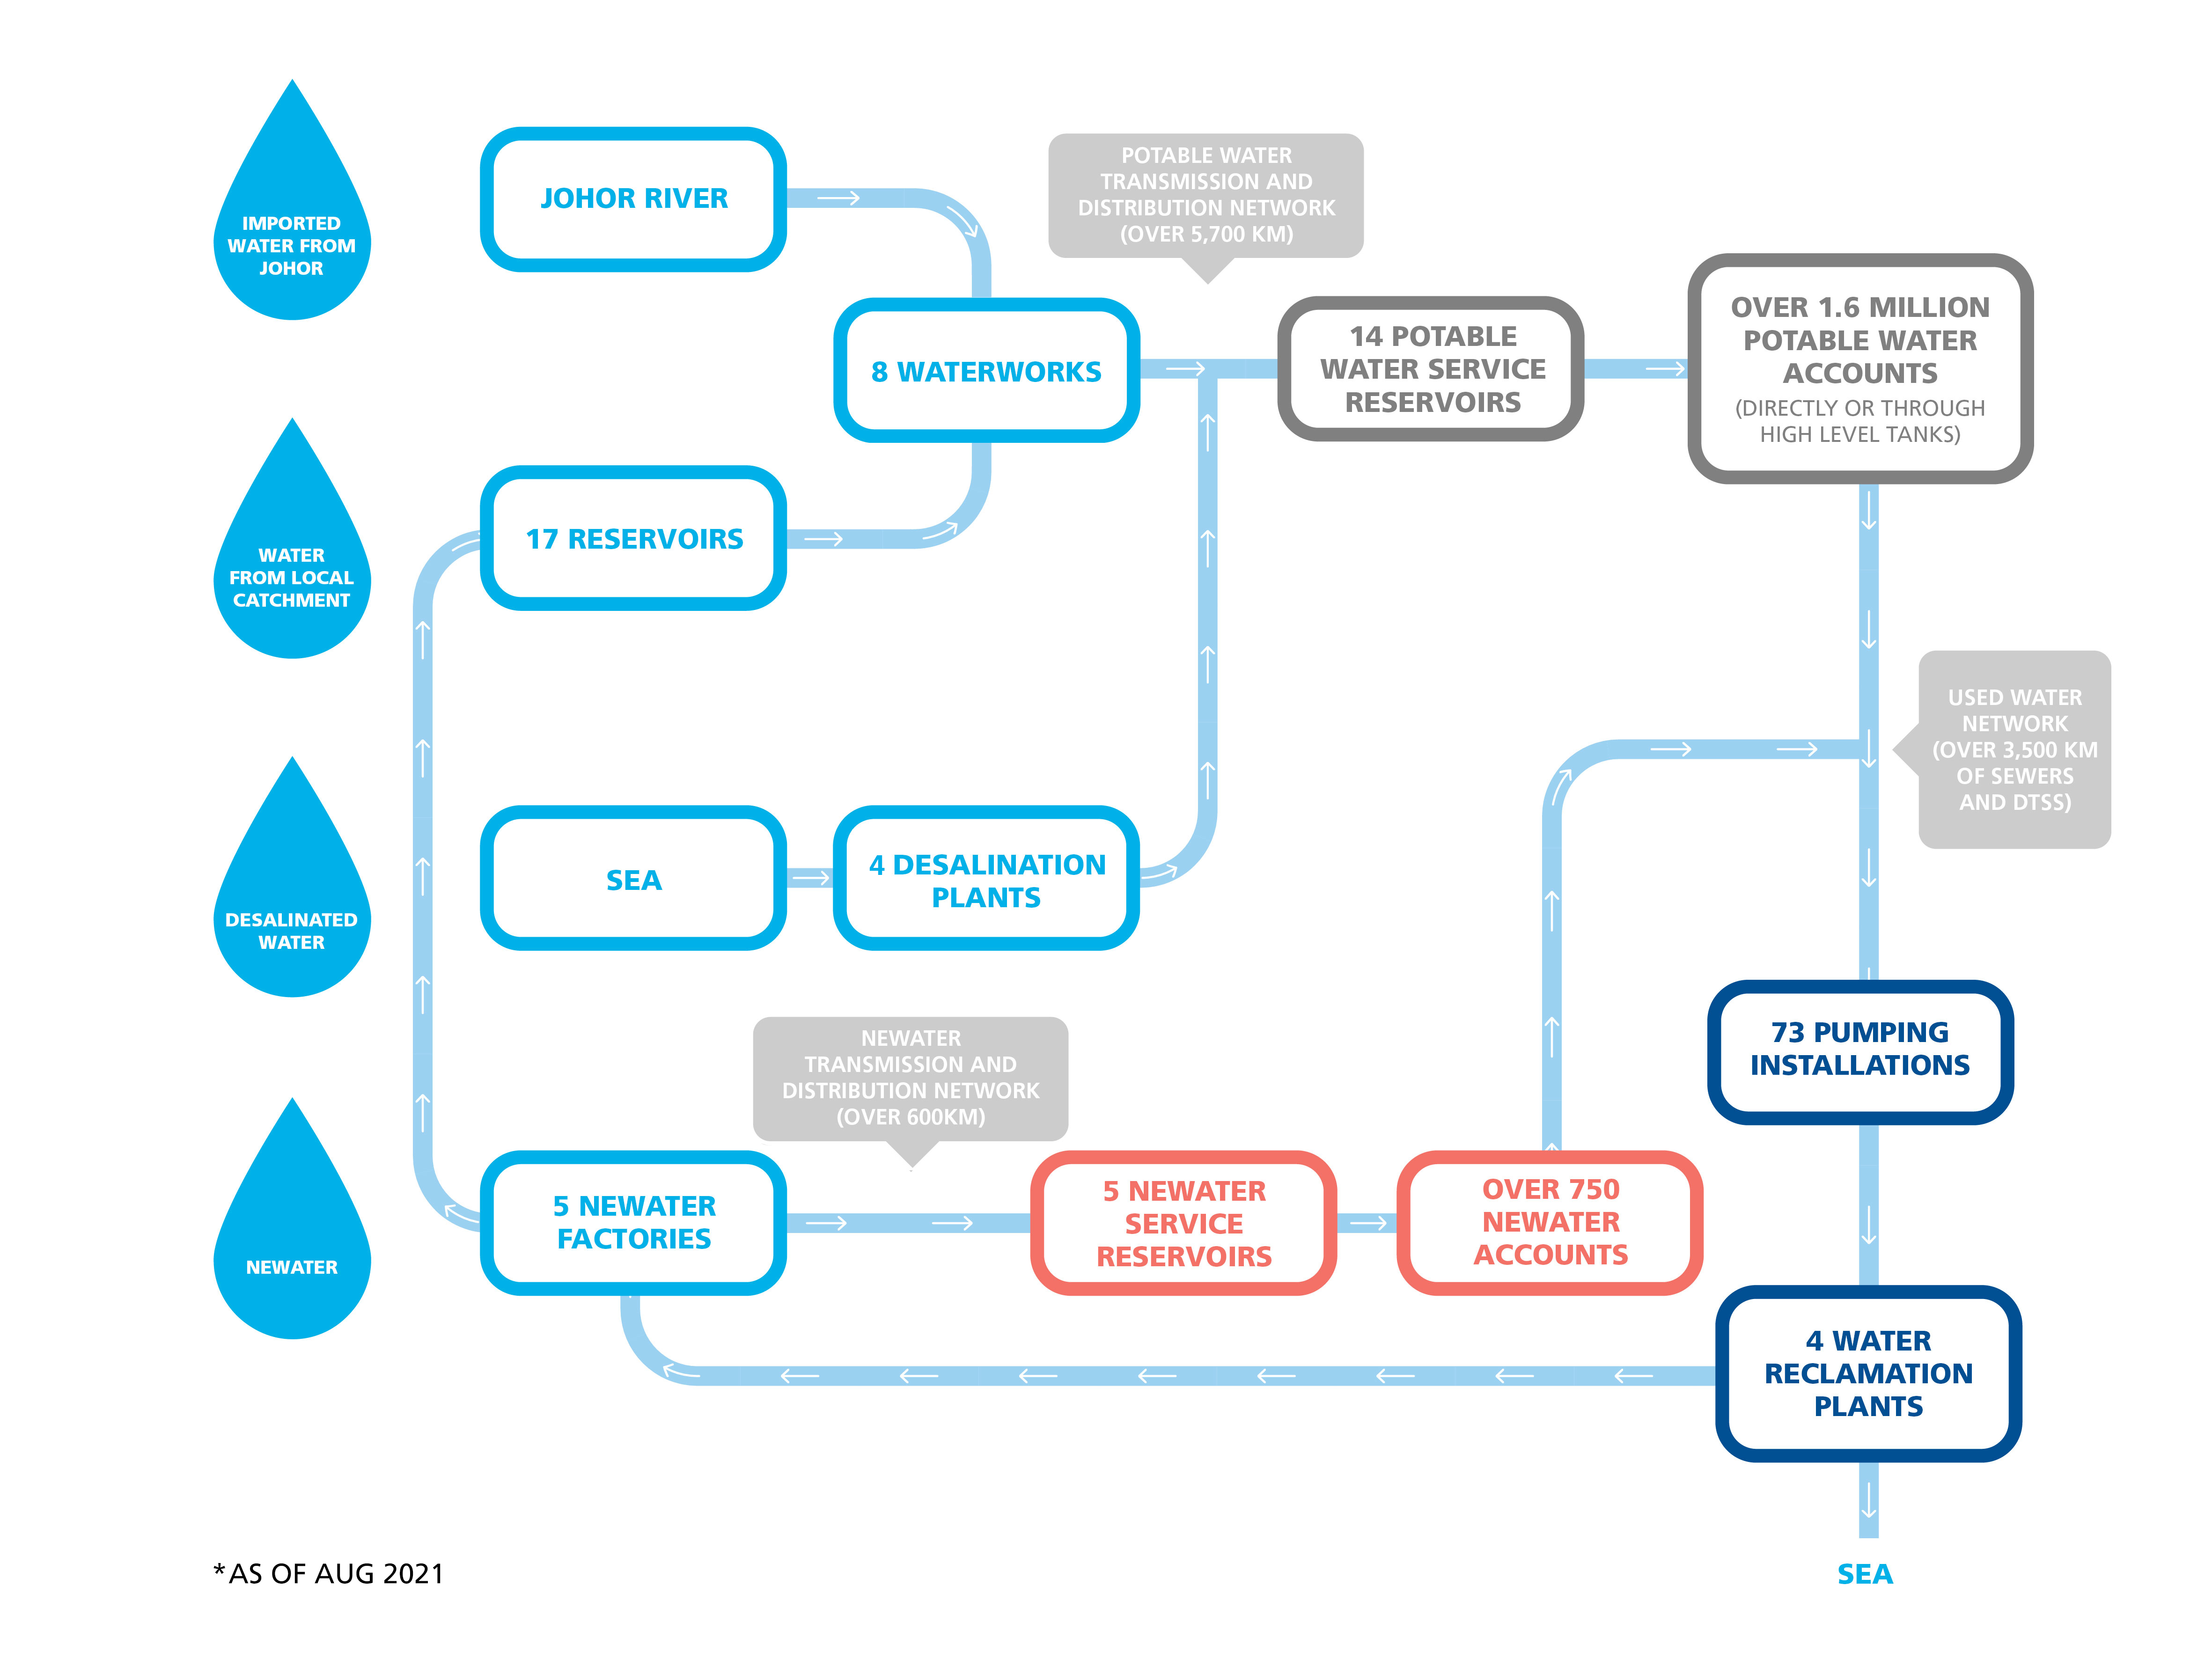 IMPORTED
WATER FROM
JOHOR
JOHOR RIVER
POTABLE WATER
TRANSMISSION AND
DISTRIBUTION NETWORK
(OVER 5,700 KM)
8 WATERWORKS
14 POTABLE
WATER SERVICE
RESERVOIRS
OVER 1.6 MILLION
POTABLE WATER
ACCOUNTS
(DIRECTLY OR THROUGH
HIGH LEVEL TANKS)
WATER
FROM LOCAL
CATCHMENT
17 RESERVOIRS
USED WATER
NETWORK
(OVER 3,500 KM
OF SEWERS
AND DTSS)
DESALINATED
WATER
SEA
4 DESALINATION
PLANTS
73 PUMPING
INSTALLATIONS
NEWATER
TRANSMISSION AND
DISTRIBUTION NETWORK
(OVER 600KM)
NEWATER
5 NEWATER
FACTORIES
5 NEWATER
SERVICE
RESERVOIRS
OVER 750
NEWATER
ACCOUNTS
4 WATER
RECLAMATION
PLANTS
*AS OF AUG 2021
SEA